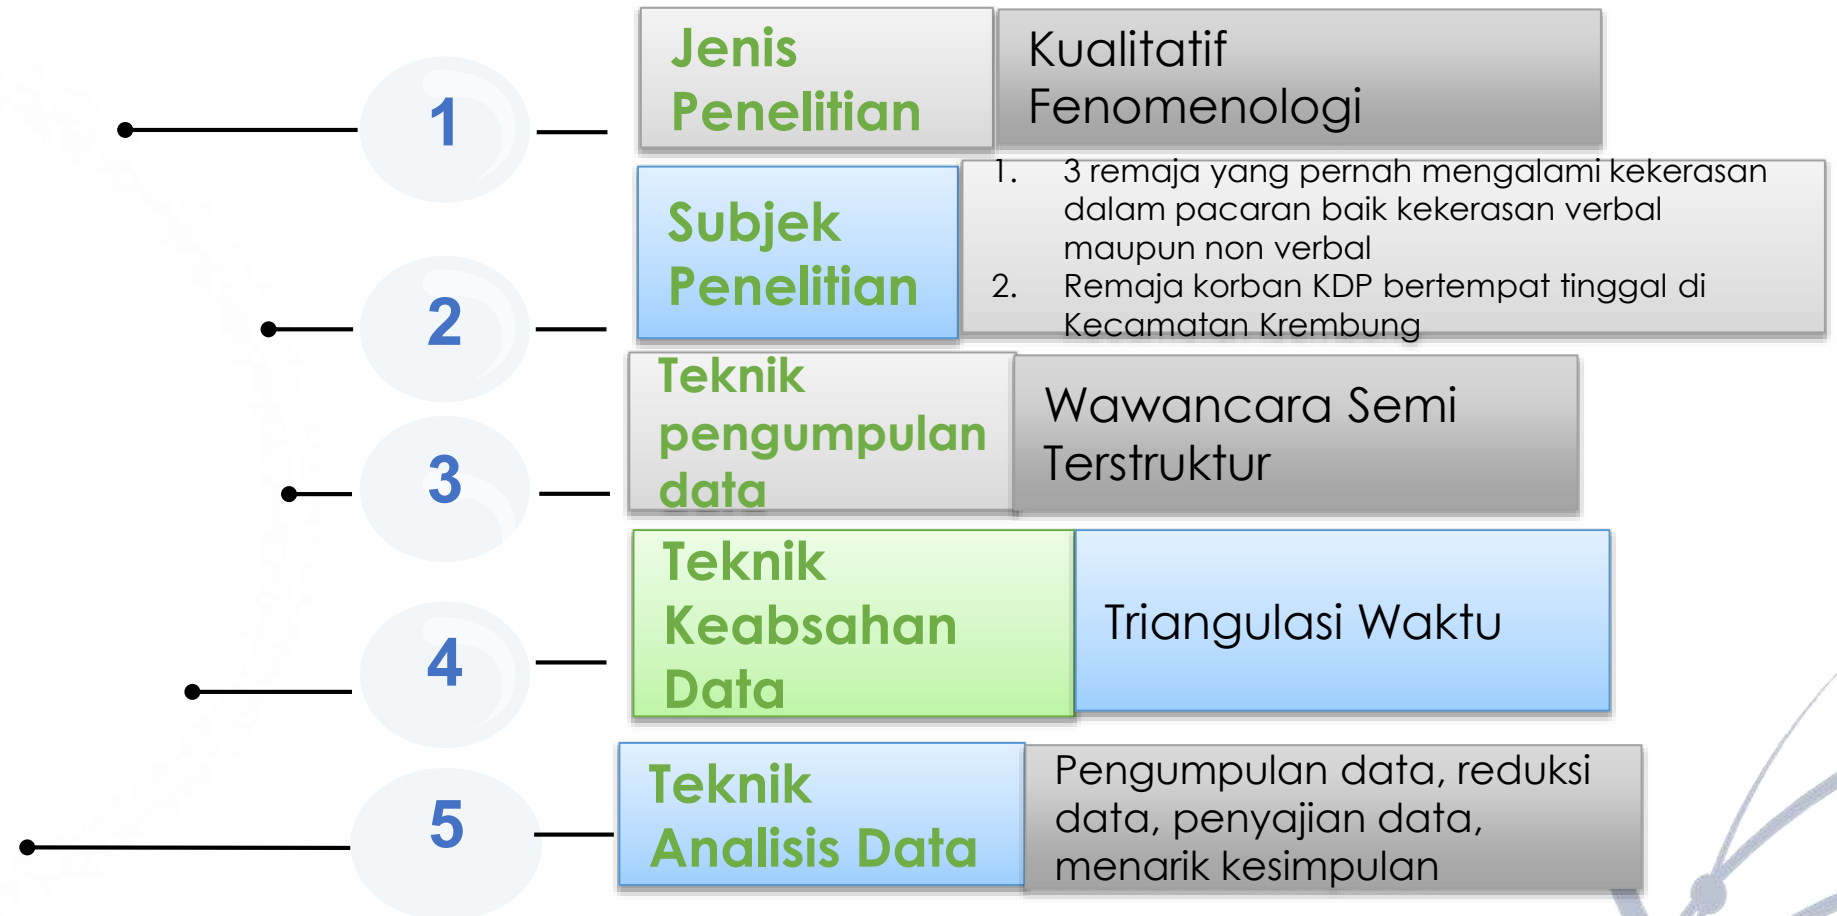 1
Jenis
Penelitian
Kualitatif
Fenomenologi
2
Subjek
Penelitian
1. 3 remaja yang pernah mengalami kekerasan
dalam pacaran baik kekerasan verbal
maupun non verbal
2. Remaja korban KDP bertempat tinggal di
Kecamatan Krembung
3
Teknik
pengumpulan
data
Wawancara Semi
Terstruktur
4
Teknik
Keabsahan
Data
Triangulasi Waktu
5
Teknik
Analisis Data
Pengumpulan data, reduksi
data, penyajian data,
menarik kesimpulan